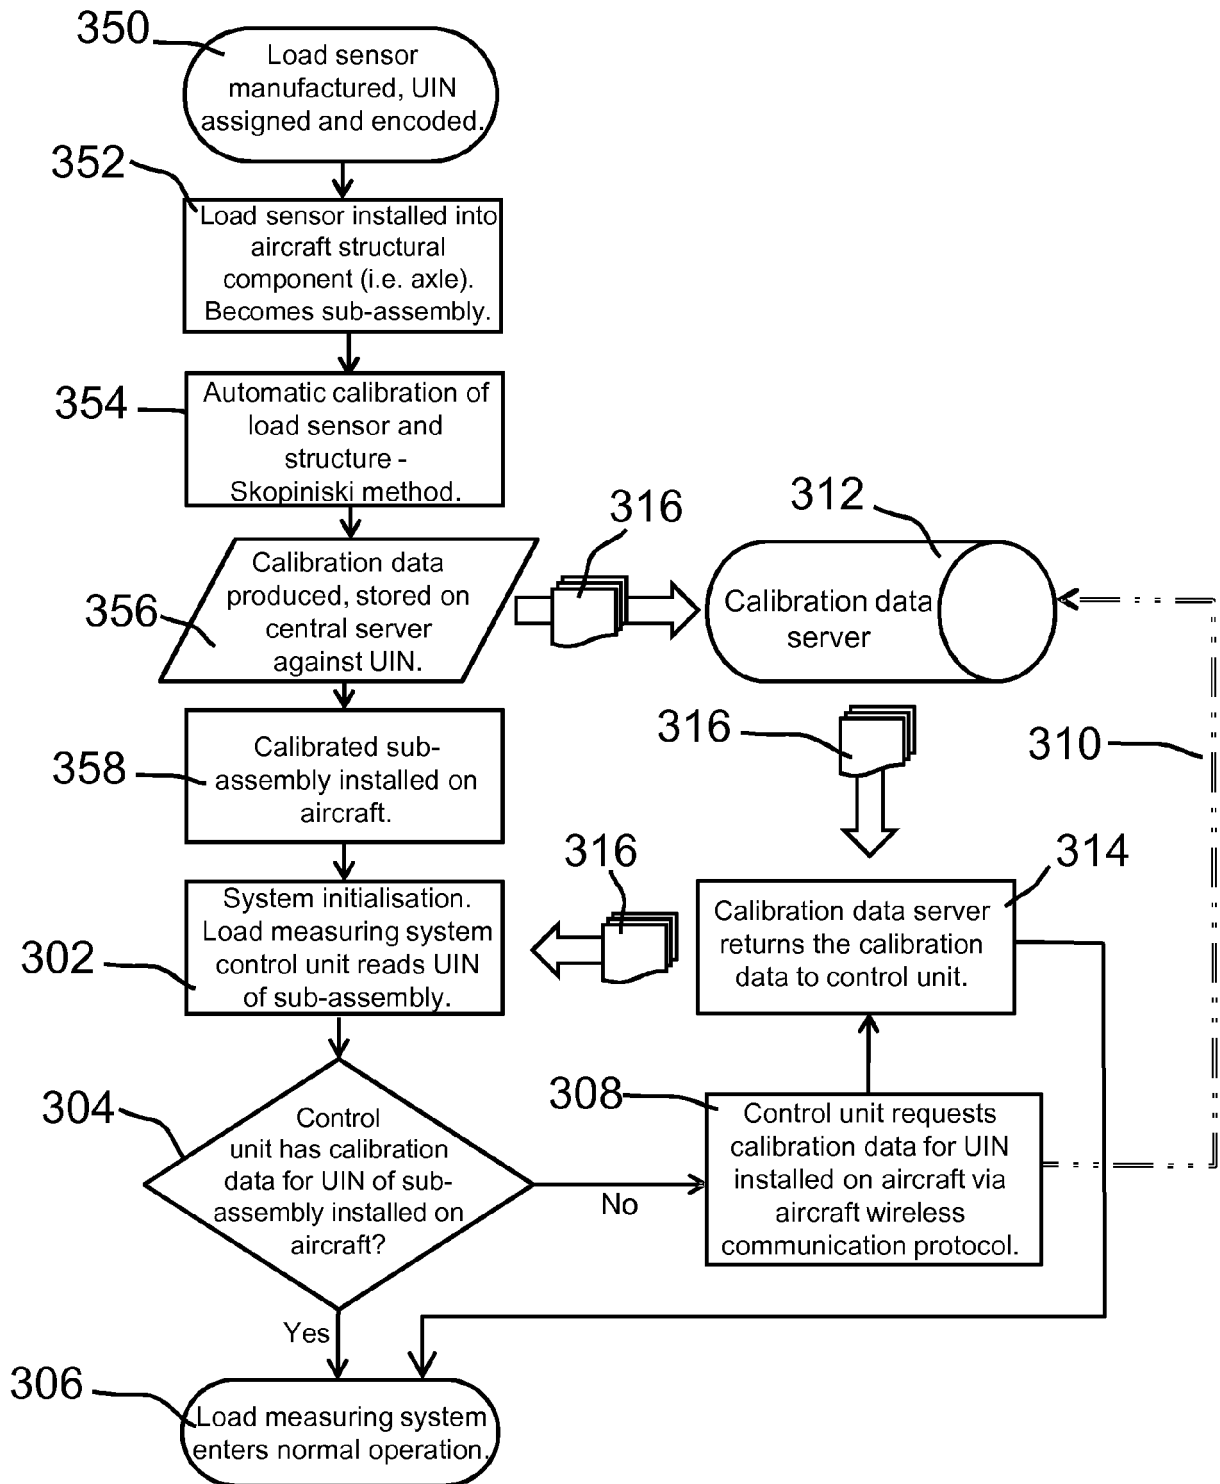 350
Load sensor
manufactured, UIN
assigned and encoded.
352
Load sensor installed into
aircraft structural
component (i.e. axle).
Becomes sub-assembly.
354
Automatic calibration of
load sensor and
structure -
Skopiniski method.
356
Calibration data
produced, stored on
central server
against UIN.
316
312
Calibration data
server
358
Calibrated sub-
assembly installed on
aircraft.
316
310
302
System initialisation.
Load measuring system
control unit reads UIN
of sub-assembly.
316
314
Calibration data server
returns the calibration
data to control unit.
304
Control
unit has calibration
data for UIN of sub-
assembly installed on
aircraft?
No
308
Control unit requests
calibration data for UIN
installed on aircraft via
aircraft wireless
communication protocol.
Yes
306
Load measuring system
enters normal operation.